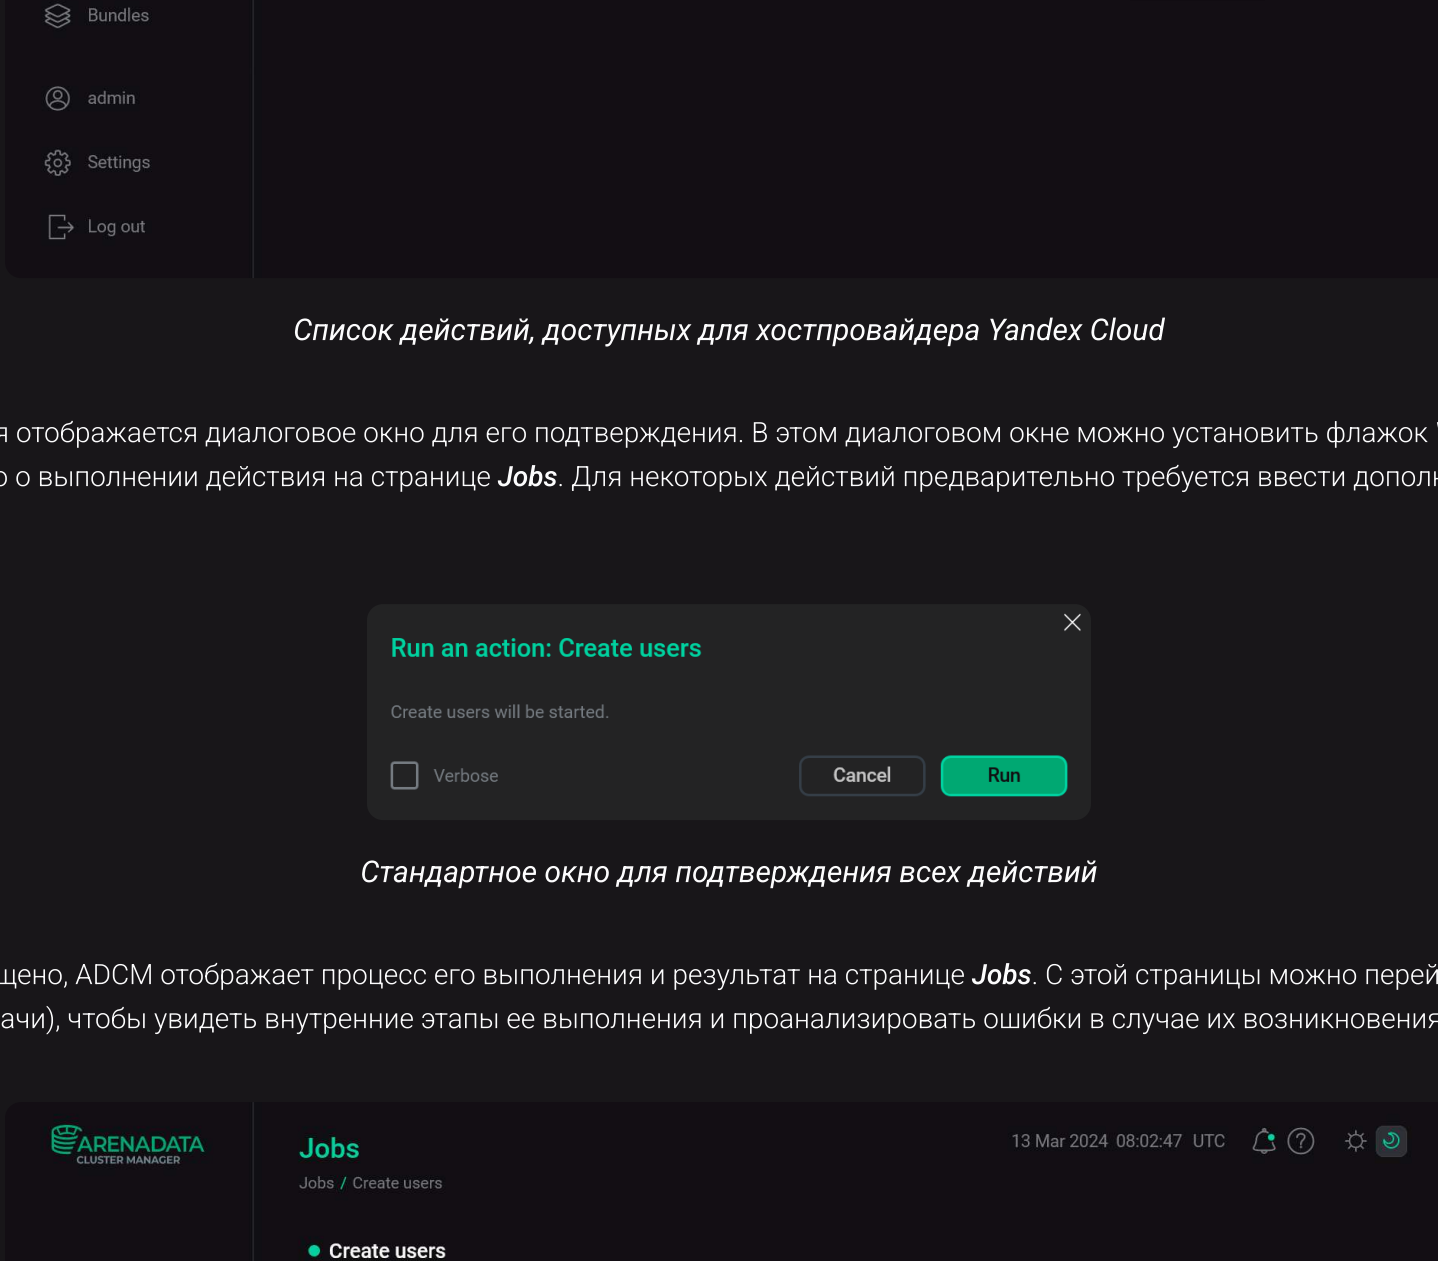 Bundles
admin
Settings
Log out
Список действий, доступных для хостпровайдера Yandex Cloud
я отображается диалоговое окно для его подтверждения. В этом диалоговом окне можно установить флажок
о о выполнении действия на странице Jobs. Для некоторых действий предварительно требуется ввести допол
Run an action: Create users
Create users will be started.
Verbose
Cancel
Run
Стандартное окно для подтверждения всех действий
щено, ADCM отображает процесс его выполнения и результат на странице Jobs. С этой страницы можно перей
ачи), чтобы увидеть внутренние этапы ее выполнения и проанализировать ошибки в случае их возникновения
ARENADATA
CLUSTER MANAGER
Jobs
13 Mar 2024 08:02:47 UTC
Jobs / Create users
Create users